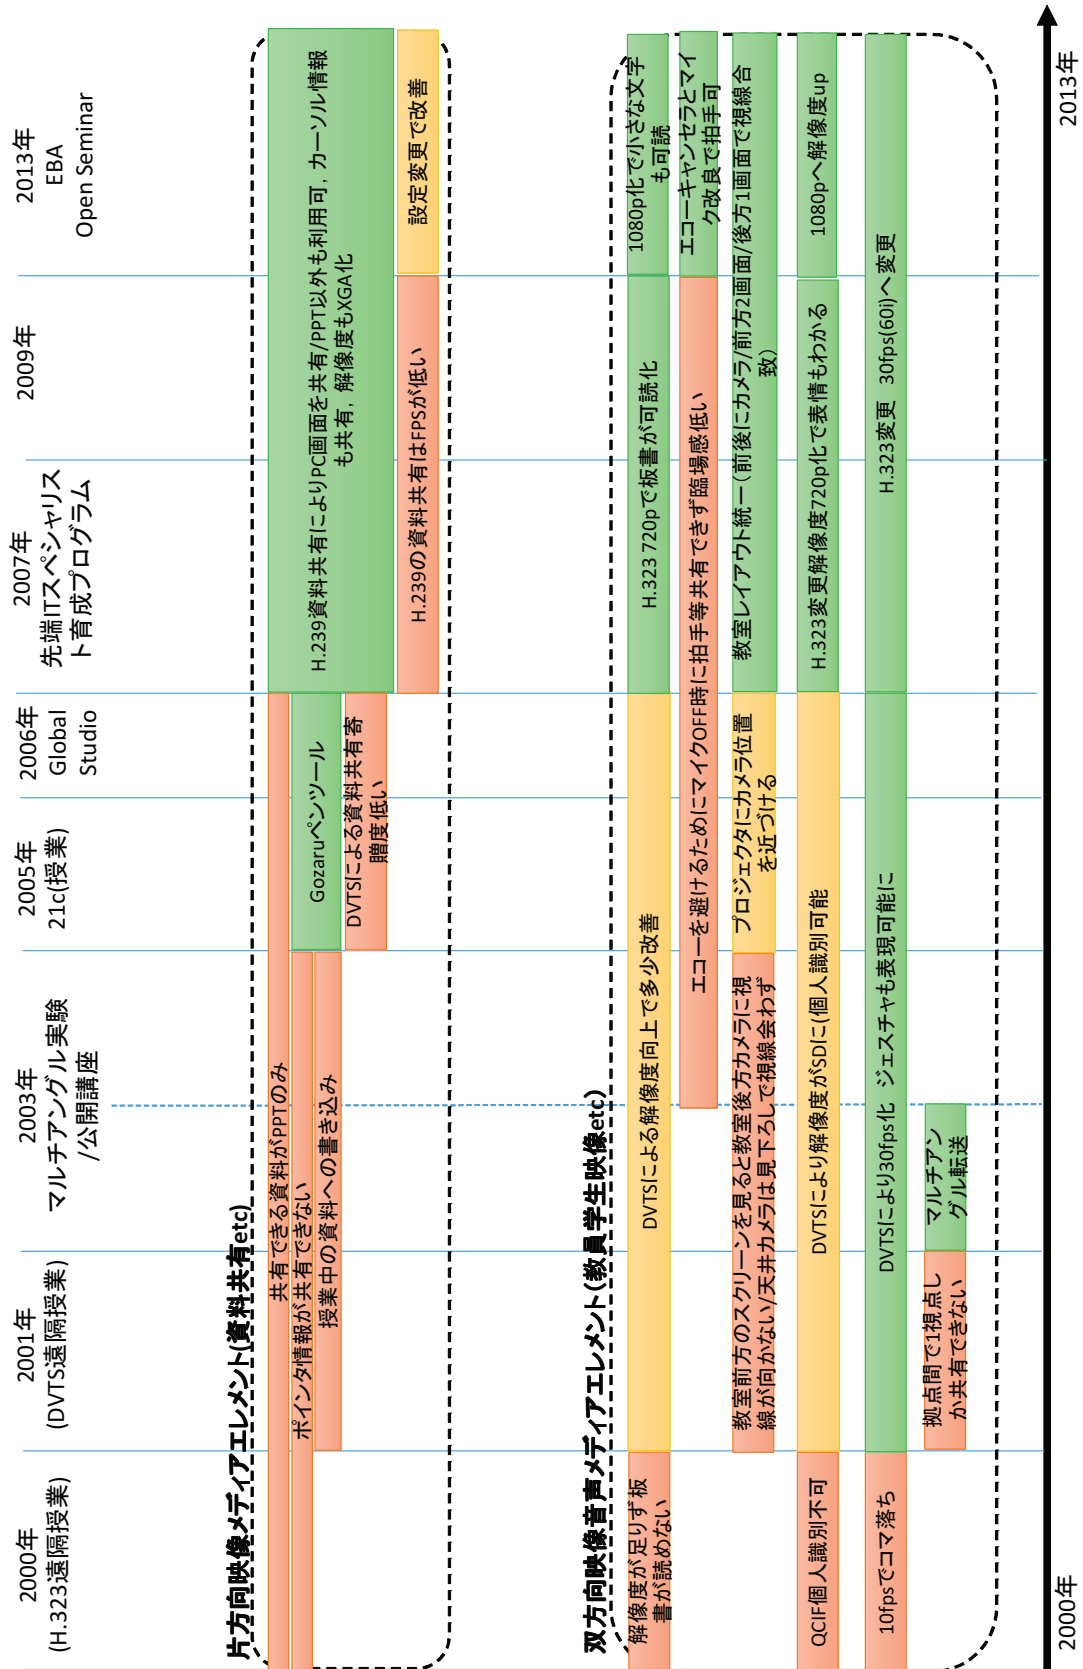 2000年
(H.323遠隔授業)
2001年
(DVTS遠隔授業)
2003年
マルチアングル実験
/公開講座
2005年
21c(授業)
2006年
Global
Studio
2007年
先端ITスペシャリス
ト育成プログラム
2009年
2013年
EBA
Open Seminar
片方向映像メディアエレメント(資料共有etc)
共有できる資料がPPTのみ
ポインタ情報が共有できない
授業中の資料への書き込み
Gozaruペンツール
DVTSによる資料共有寄
贈度低い
H.239資料共有によりPC画面を共有/PPT以外も利用可，カーソル情報
も共有，解像度もXGA化
H.239の資料共有はFPSが低い
設定変更で改善
双方向映像音声メディアエレメント(教員学生映像etc)
解像度が足りず板
書が読めない
DVTSによる解像度向上で多少改善
H.323 720pで板書が可読化
1080p化で小さな文字
も可読
エコーを避けるためにマイクOFF時に拍手等共有できず臨場感低い
エコーキャンセラとマイ
ク改良で拍手可
教室前方のスクリーンを見ると教室後方カメラに視
線が向かない/天井カメラは見下ろしで視線会わず
プロジェクタにカメラ位置
を近づける
教室レイアウト統一(前後にカメラ/前方2画面/後方1画面で視線合
致)
QCIF個人識別不可
DVTSにより解像度がSDに(個人識別可能
H.323変更解像度720p化で表情もわかる
1080pへ解像度up
10fpsでコマ落ち
DVTSにより30fps化　ジェスチャも表現可能に
H.323変更　30fps(60i)へ変更
拠点間で1視点し
か共有できない
マルチアン
グル転送
2000年
2013年